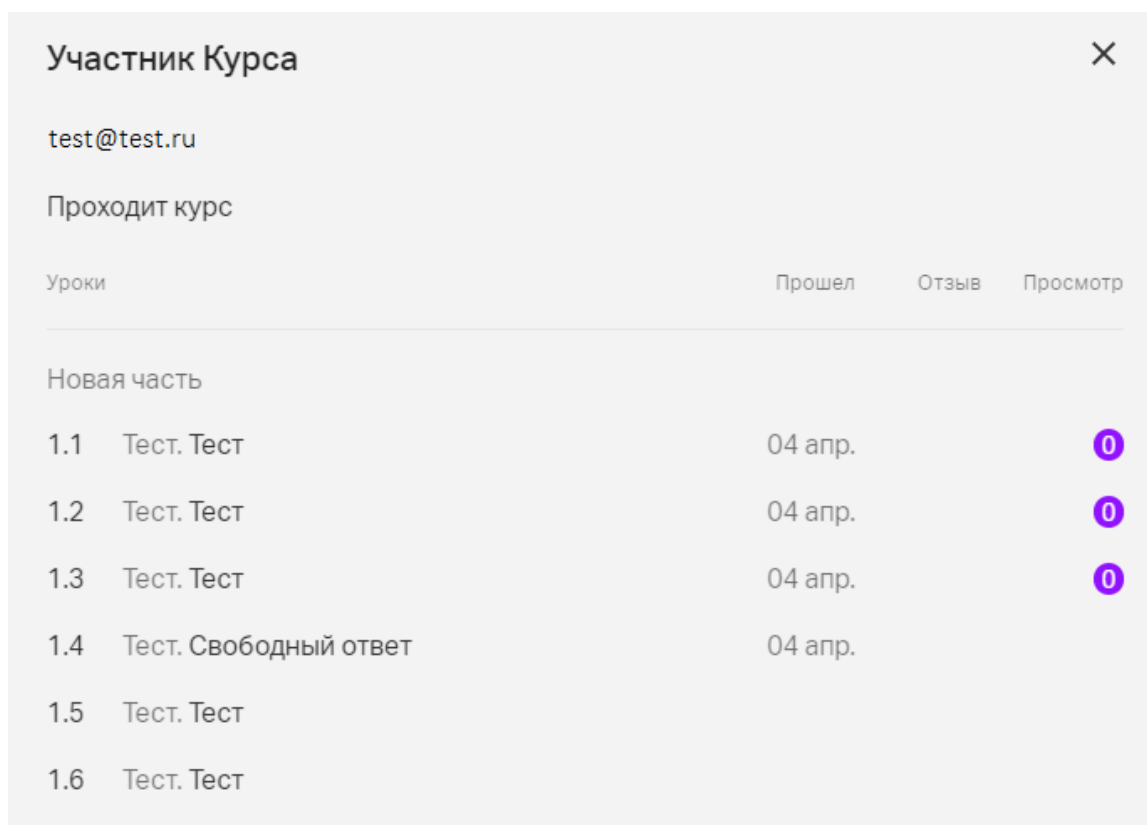 Участник Курса
test@test.ru
Проходит курс
Уроки Прошел Отзыв Просмотр
Новая часть
1.1 Тест. Тест 04 апр. 0
1.2 Тест. Тест 04 апр. 0
1.3 Тест. Тест 04 апр. 0
1.4 Тест. Свободный ответ 04 апр.
1.5 Тест. Тест
1.6 Тест. Тест